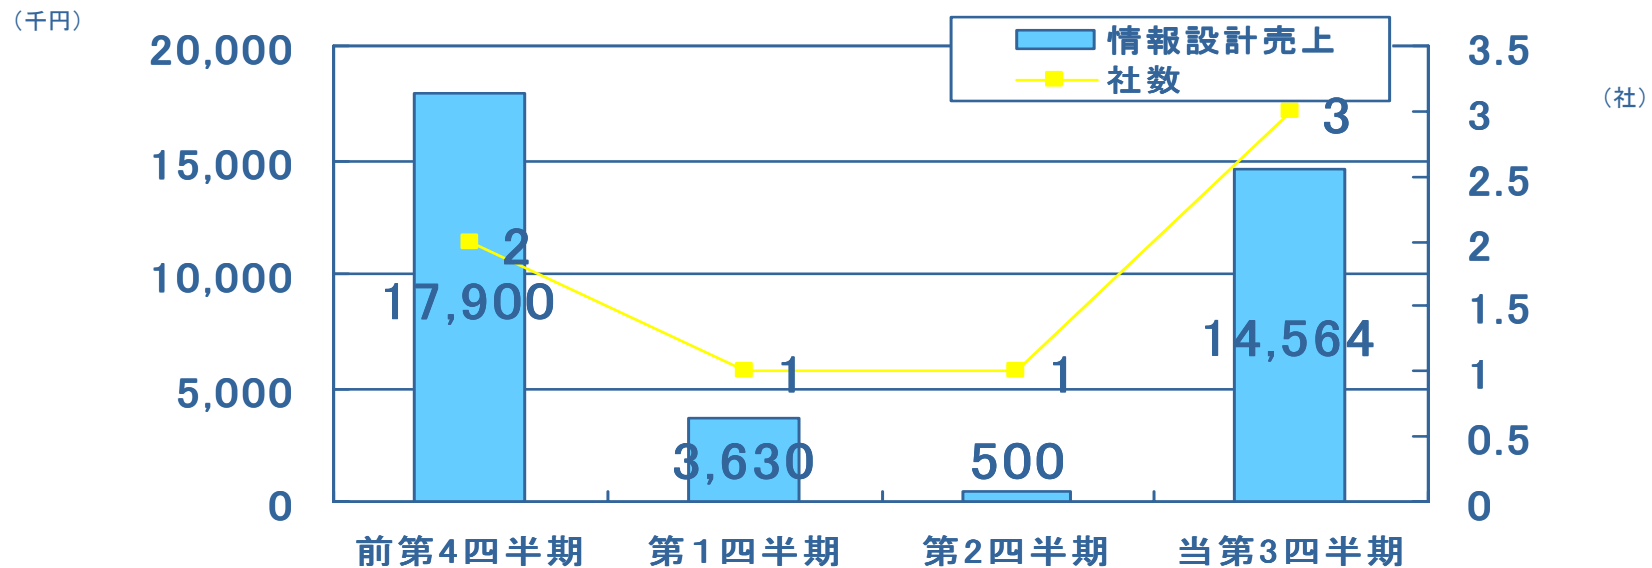 （千円）
20,000
15,000
10,000
5,000
0
情報設計売上
社数
3.5
3
2.5
2
1.5
1
0.5
0
（社）
17,900
3,630
500
14,564
2
1
1
3
前第4四半期
第1四半期
第2四半期
当第3四半期